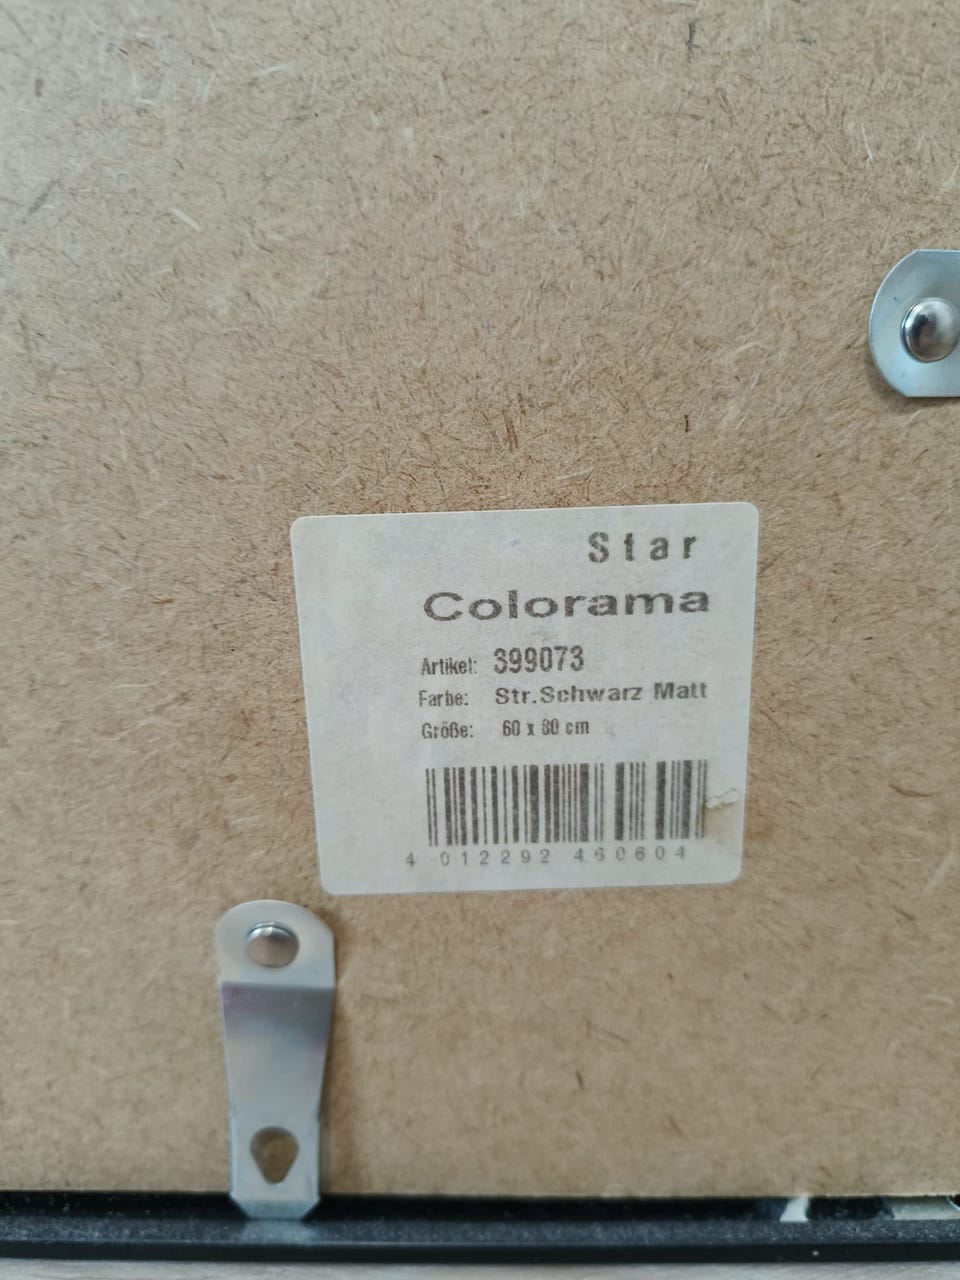 Star
Colorama
Artikel: 399073
Farbe: Str.Schwarz Matt
Größe: 60 x 80 cm
4 012292 460604